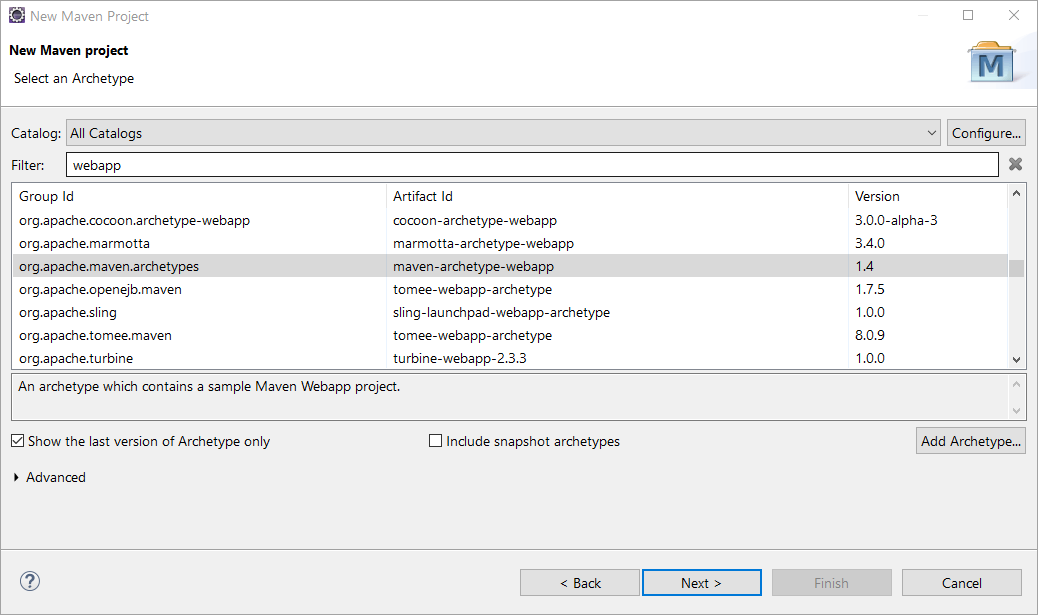 New Maven Project
New Maven project
Select an Archetype
M
Catalog: All Catalogs Configure...
Filter: webapp
Group Id Artifact Id Version
org.apache.cocoon.archetype-webapp cocoon-archetype-webapp 3.0.0-alpha-3
org.apache.marmotta marmotta-archetype-webapp 3.4.0
org.apache.maven.archetypes maven-archetype-webapp 1.4
org.apache.openejb.maven tomee-webapp-archetype 1.7.5
org.apache.sling sling-launchpad-webapp-archetype 1.0.0
org.apache.tomee.maven tomee-webapp-archetype 8.0.9
org.apache.turbine turbine-webapp-2.3.3 1.0.0
An archetype which contains a sample Maven Webapp project.
Show the last version of Archetype only Include snapshot archetypes Add Archetype...
Advanced
? < Back Next > Finish Cancel